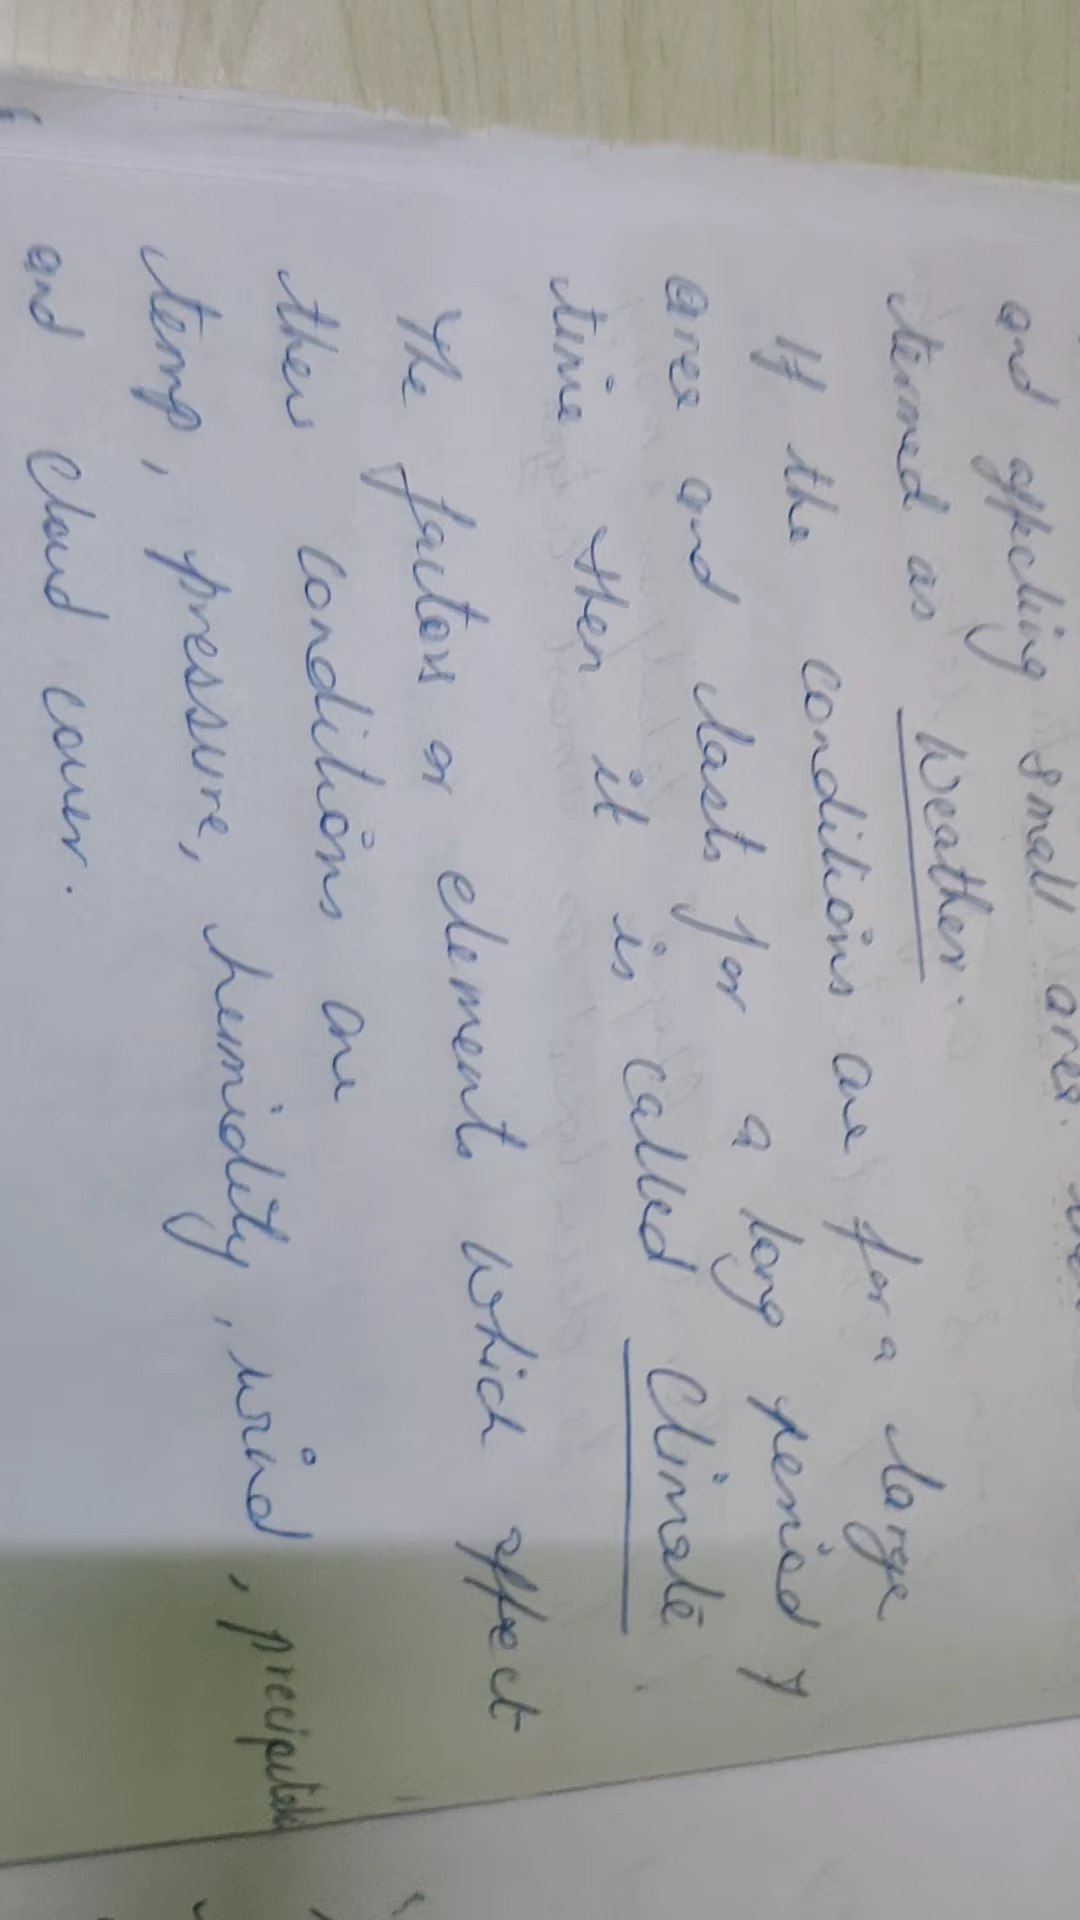 and affecting small area.
termed as Weather.
If the conditions are for a large
area and lasts for a long period of
time then it is called Climate.
The factors or elements which affect
these conditions are
temp, pressure, humidity, wind,
and cloud cover.